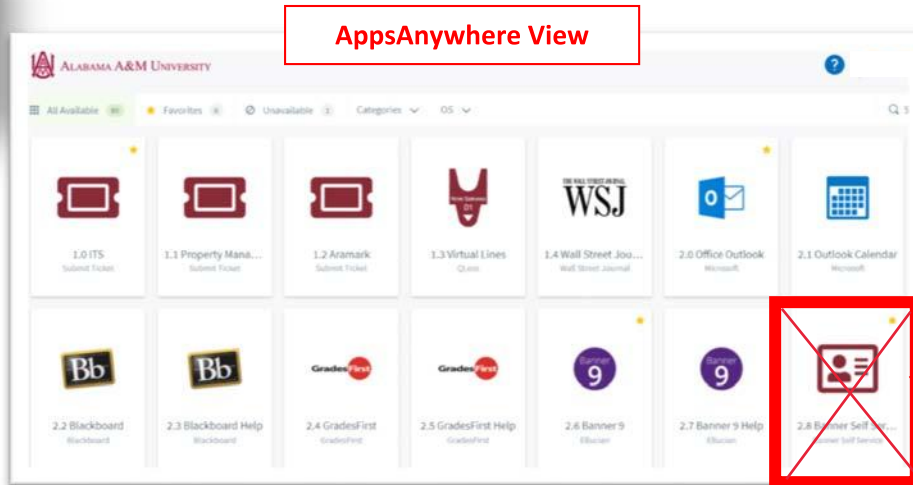 AppsAnywhere View
ALABAMA A&M UNIVERSITY
?
All Available
Favorites
Unavailable
Categories
OS
THE WALL STREET JOURNAL.
WSJ
1.0 ITS
Submit Ticket
1.1 Property Mana...
Submit Ticket
1.2 Aramark
Submit Ticket
D1
1.3 Virtual Lines
QLess
1.4 Wall Street Jou...
Wall Street Journal
2.0 Office Outlook
Microsoft
2.1 Outlook Calendar
Microsoft
Bb
2.2 Blackboard
Blackboard
Bb
2.3 Blackboard Help
Blackboard
GradesFirst
2.4 GradesFirst
GradesFirst
GradesFirst
2.5 GradesFirst Help
GradesFirst
Banner
9
2.6 Banner 9
Ellucian
Banner
9
2.7 Banner 9 Help
Ellucian
2.8 Banner Self Ser...
Banner Self Service